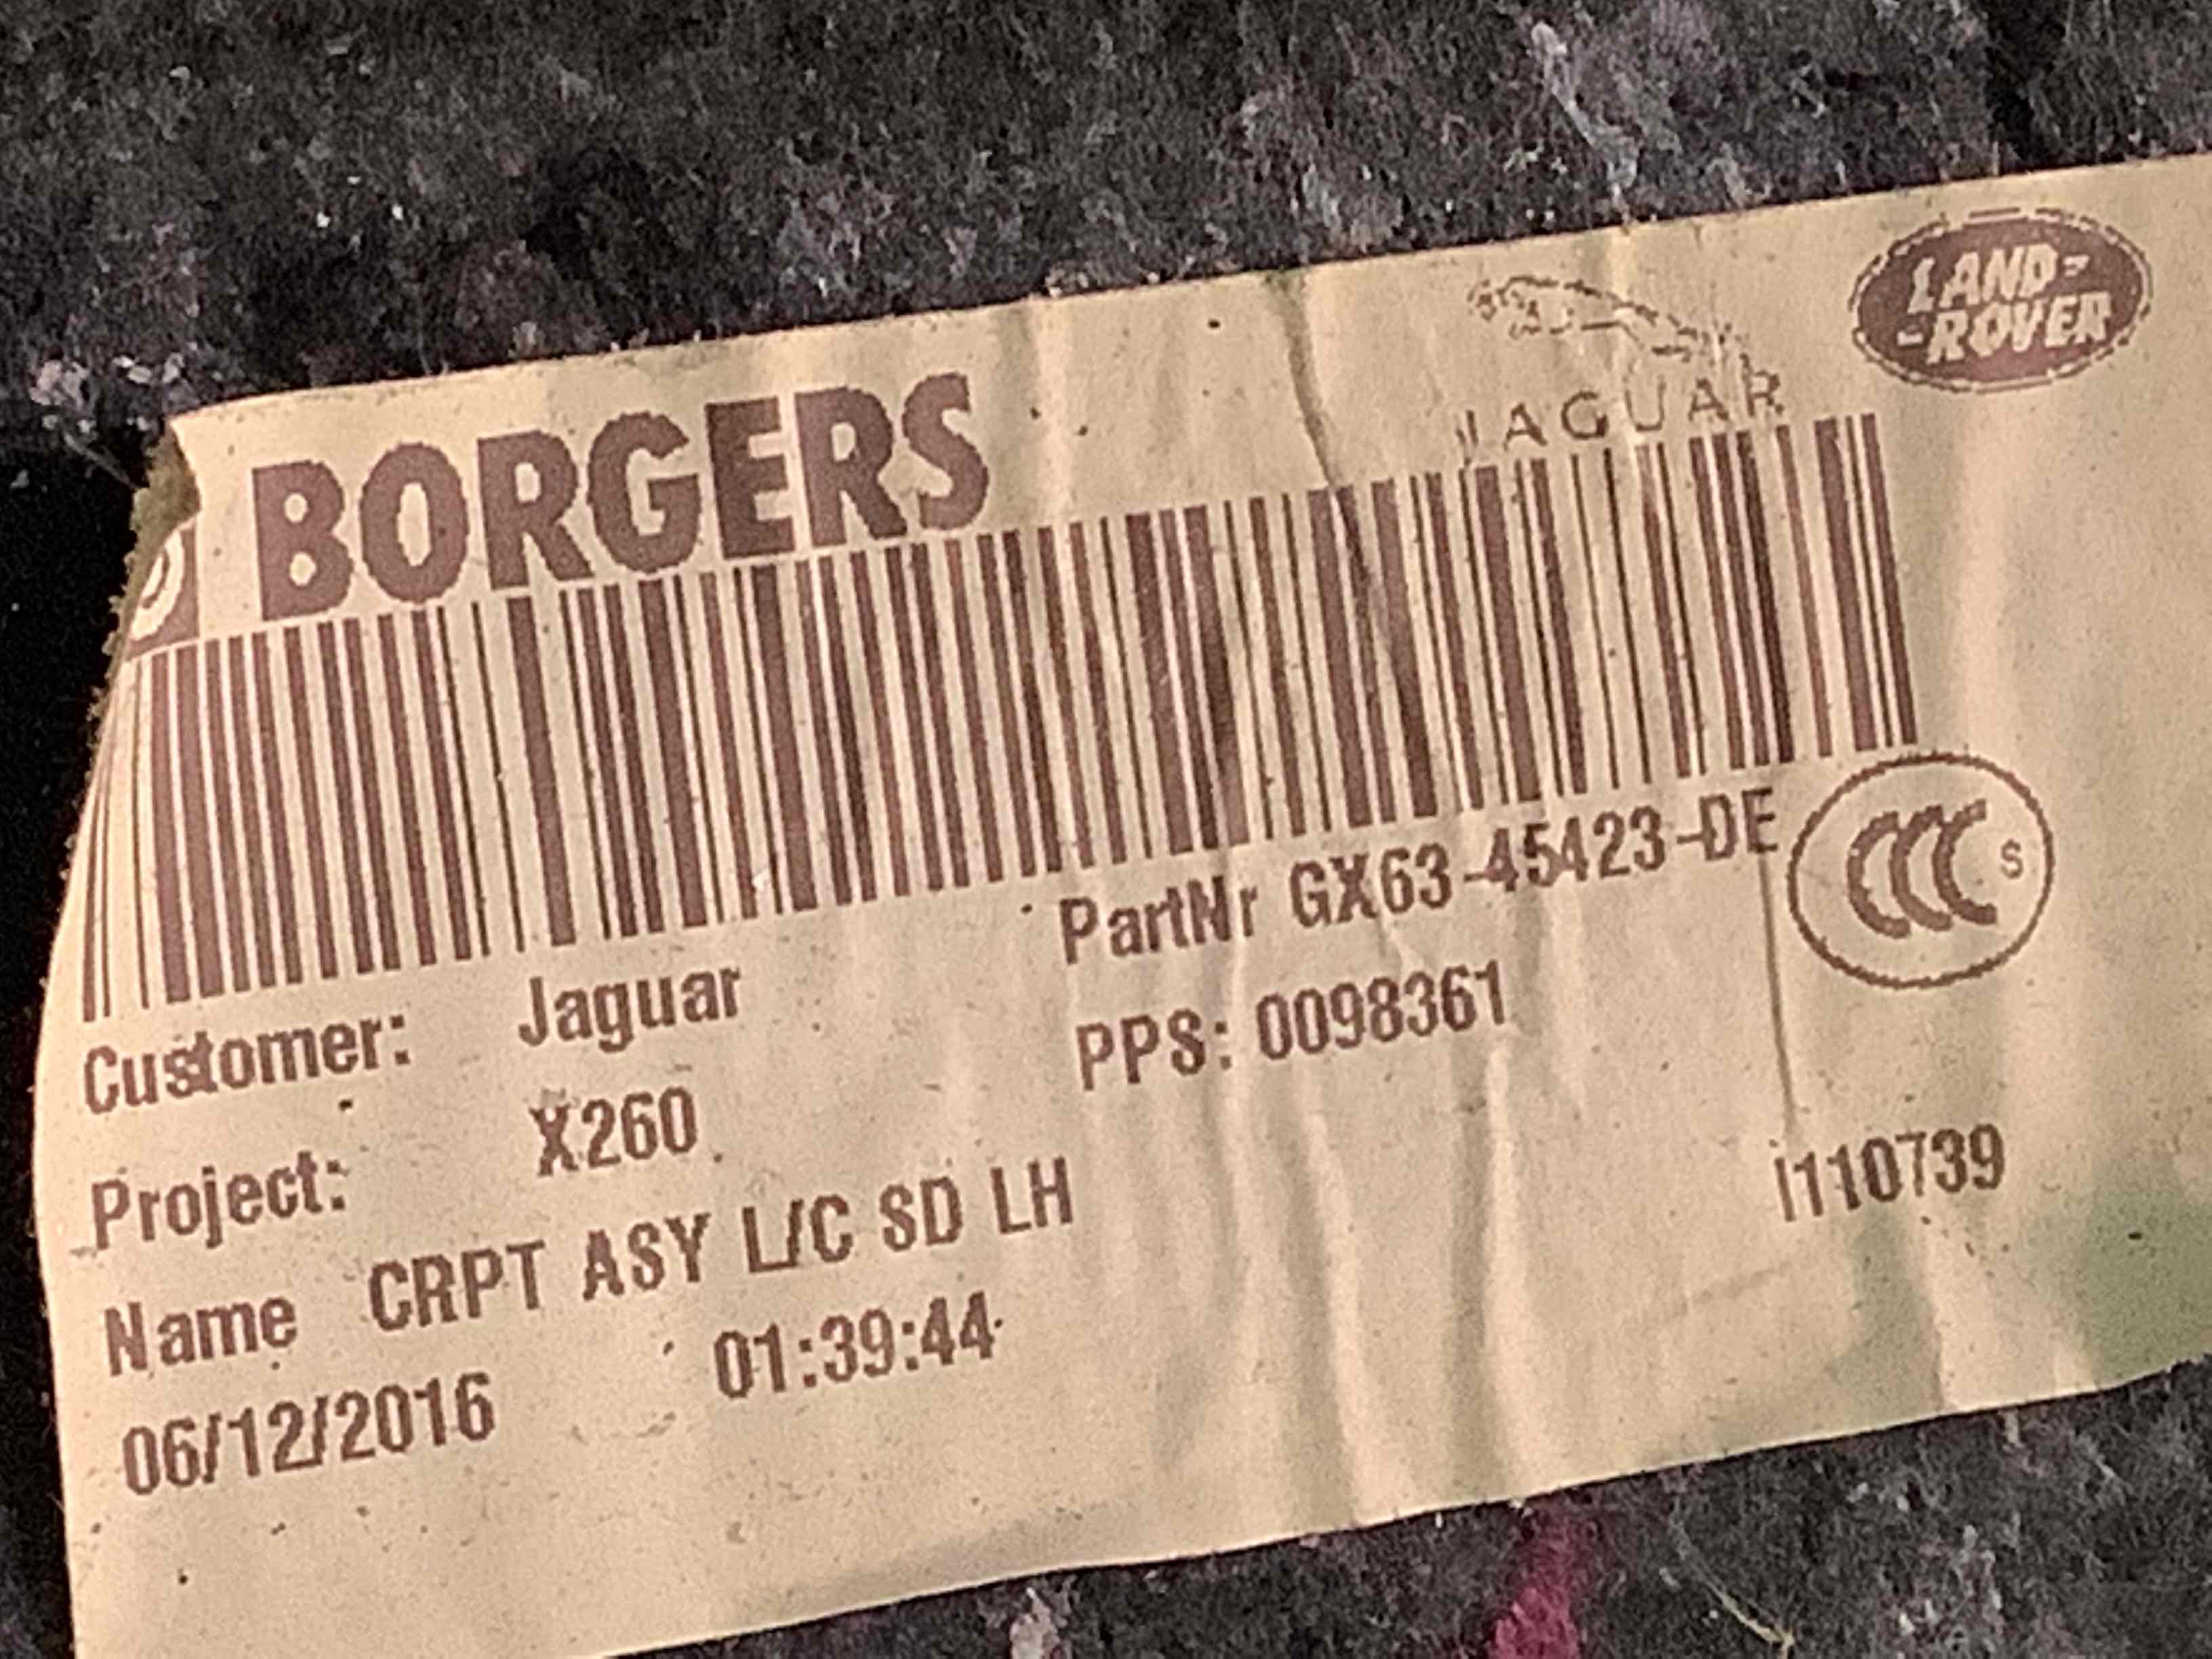 LAND-
-ROVER
BORGERS
JAGUAR
PartNr GX63-45423-DE
CCC S
Customer: Jaguar
PPS: 0098361
Project: X260
I110739
Name CRPT ASY L/C SD LH
06/12/2016 01:39:44